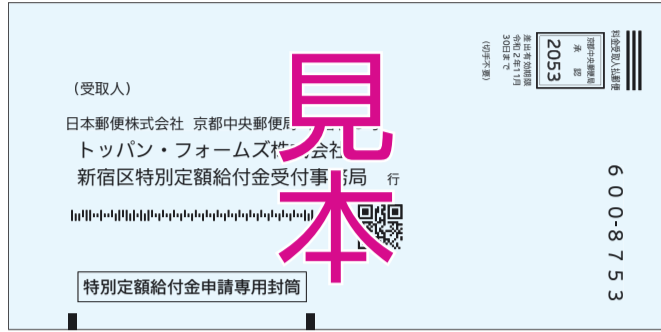 料金受取人払郵便
京都中央郵便局
承認
2053
差出有効期限
令和2年11月
30日まで
(切手不要)
600-8753
(受取人)
日本郵便株式会社 京都中央郵便局
トッパン・フォームズ株式会社
新宿区特別定額給付金受付事務局 行
特別定額給付金申請専用封筒
見本